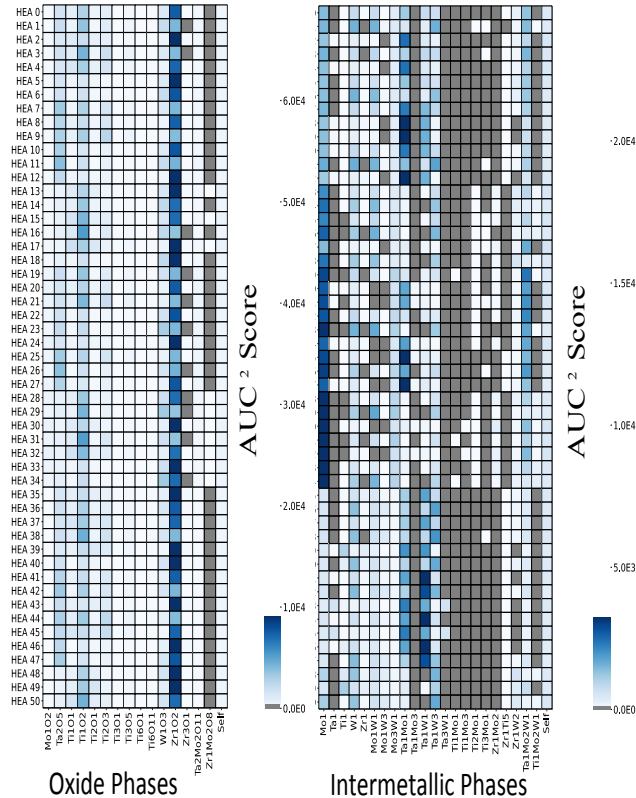 HEA 0
HEA 1
HEA 2
HEA 3
HEA 4
HEA 5
HEA 6
HEA 7
HEA 8
HEA 9
HEA 10
HEA 11
HEA 12
HEA 13
HEA 14
HEA 15
HEA 16
HEA 17
HEA 18
HEA 19
HEA 20
HEA 21
HEA 22
HEA 23
HEA 24
HEA 25
HEA 26
HEA 27
HEA 28
HEA 29
HEA 30
HEA 31
HEA 32
HEA 33
HEA 34
HEA 35
HEA 36
HEA 37
HEA 38
HEA 39
HEA 40
HEA 41
HEA 42
HEA 43
HEA 44
HEA 45
HEA 46
HEA 47
HEA 48
HEA 49
HEA 50
Mo1O2
Ta2O5
Ti1O1
Ti1O2
Ti2O1
Ti2O3
Ti3O1
Ti3O5
Ti6O1
Ti6O11
W1O3
Zr1O2
Zr3O1
Ta2Mo2O11
Zr1Mo2O8
Self
Oxide Phases
-6.0E4
-5.0E4
-4.0E4
-3.0E4
-2.0E4
-1.0E4
0.0E0
AUC ² Score
Mo1
Ta1
Ti1
W1
Zr1
Mo1W1
Mo1W3
Mo3W1
Ta1Mo1
Ta1Mo3
Ta1W1
Ta1W3
Ta3W1
Ti1Mo1
Ti1Mo3
Ti2Mo1
Ti3Mo1
Zr1Mo2
Zr1Ti5
Zr1W2
Ta1Mo2W1
Ti1Mo2W1
Self
Intermetallic Phases
-2.0E4
-1.5E4
-1.0E4
-5.0E3
-0.0E0
AUC ² Score